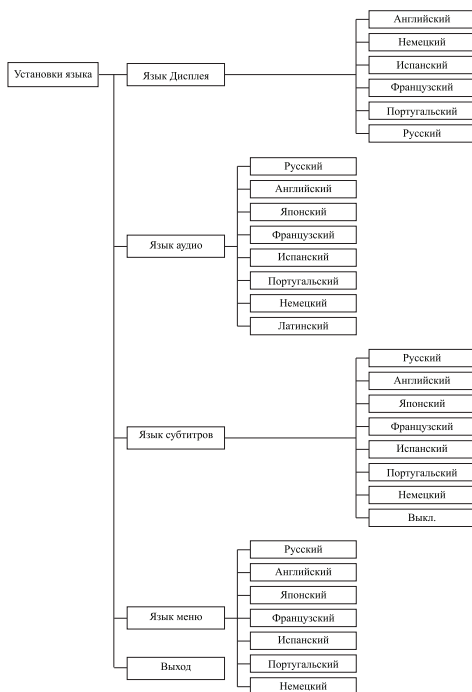 Установки языка
Язык Дисплея
Английский
Немецкий
Испанский
Французский
Португальский
Русский
Язык аудио
Русский
Английский
Японский
Французский
Испанский
Португальский
Немецкий
Латинский
Язык субтитров
Русский
Английский
Японский
Французский
Испанский
Португальский
Немецкий
Выкл.
Язык меню
Русский
Английский
Японский
Французский
Испанский
Португальский
Немецкий
Выход